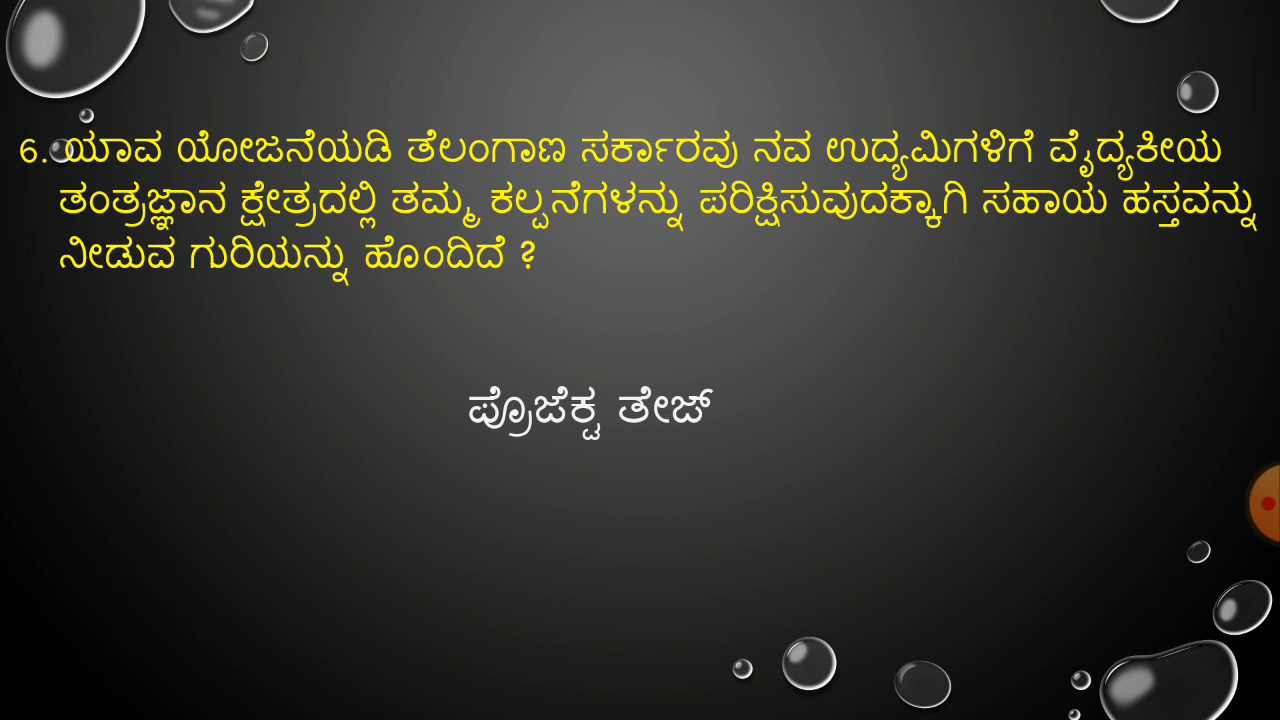 6. ಯಾವ ಯೋಜನೆಯಡಿ ತೆಲಂಗಾಣ ಸರ್ಕಾರವು ನವ ಉದ್ಯಮಿಗಳಿಗೆ ವೈದ್ಯಕೀಯ
ತಂತ್ರಜ್ಞಾನ ಕ್ಷೇತ್ರದಲ್ಲಿ ತಮ್ಮ ಕಲ್ಪನೆಗಳನ್ನು ಪರಿಕ್ಷಿಸುವುದಕ್ಕಾಗಿ ಸಹಾಯ ಹಸ್ತವನ್ನು
ನೀಡುವ ಗುರಿಯನ್ನು ಹೊಂದಿದೆ ?
ಪ್ರೊಜೆಕ್ಟ ತೇಜ್